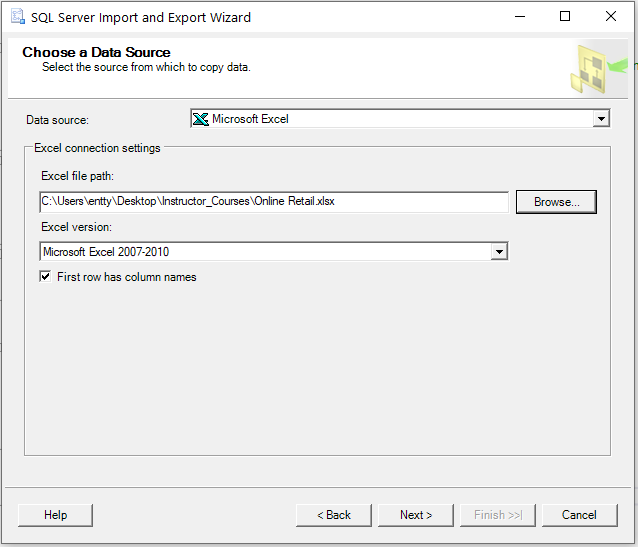 SQL Server Import and Export Wizard
Choose a Data Source
Select the source from which to copy data.
Data source:
Microsoft Excel
Excel connection settings
Excel file path:
C:\Users\entty\Desktop\Instructor_Courses\Online Retail.xlsx
Browse...
Excel version:
Microsoft Excel 2007-2010
First row has column names
Help
< Back
Next >
Finish >>|
Cancel